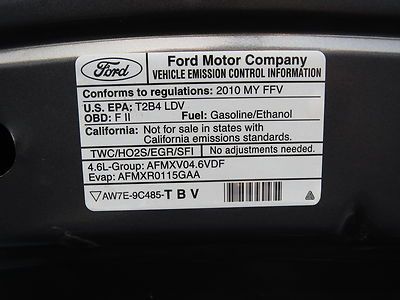 Ford
Ford Motor Company
VEHICLE EMISSION CONTROL INFORMATION
Conforms to regulations: 2010 MY FFV
U.S. EPA: T2B4 LDV
OBD: F II Fuel: Gasoline/Ethanol
California: Not for sale in states with
California emissions standards.
TWC/HO2S/EGR/SFI No adjustments needed.
4.6L-Group: AFMXV04.6VDF
Evap: AFMXR0115GAA
AW7E-9C485-T B V